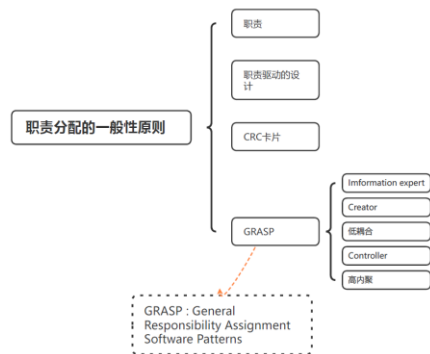 职责
职责驱动的设
计
职责分配的一般性原则
CRC卡片
GRASP
Imformation expert
Creator
低耦合
Controller
高内聚
GRASP : General
Responsibility Assignment
Software Patterns